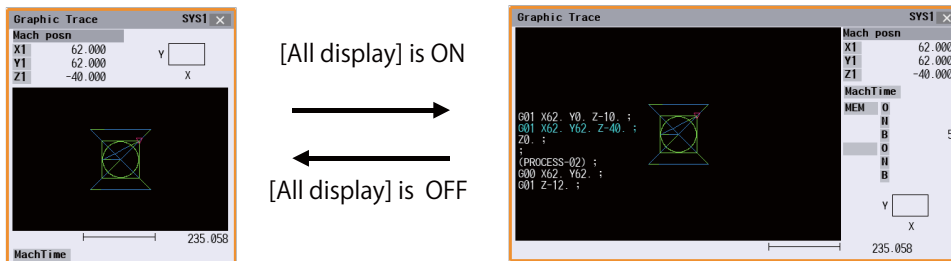 Graphic Trace SYS1
Mach posn
X1 62.000
Y1 62.000
Z1 -40.000
Y
X
235.058
MachTime
[All display] is ON
[All display] is OFF
Graphic Trace SYS1
G01 X62. Y0. Z-10. ;
G01 X62. Y62. Z-40. ;
Z0. ;
;
(PROCESS-02) ;
G00 X62. Y62. ;
G01 Z-12. ;
Mach posn
X1 62.000
Y1 62.000
Z1 -40.000
MachTime
MEM O
N
B 5
O
N
B
Y
X
235.058